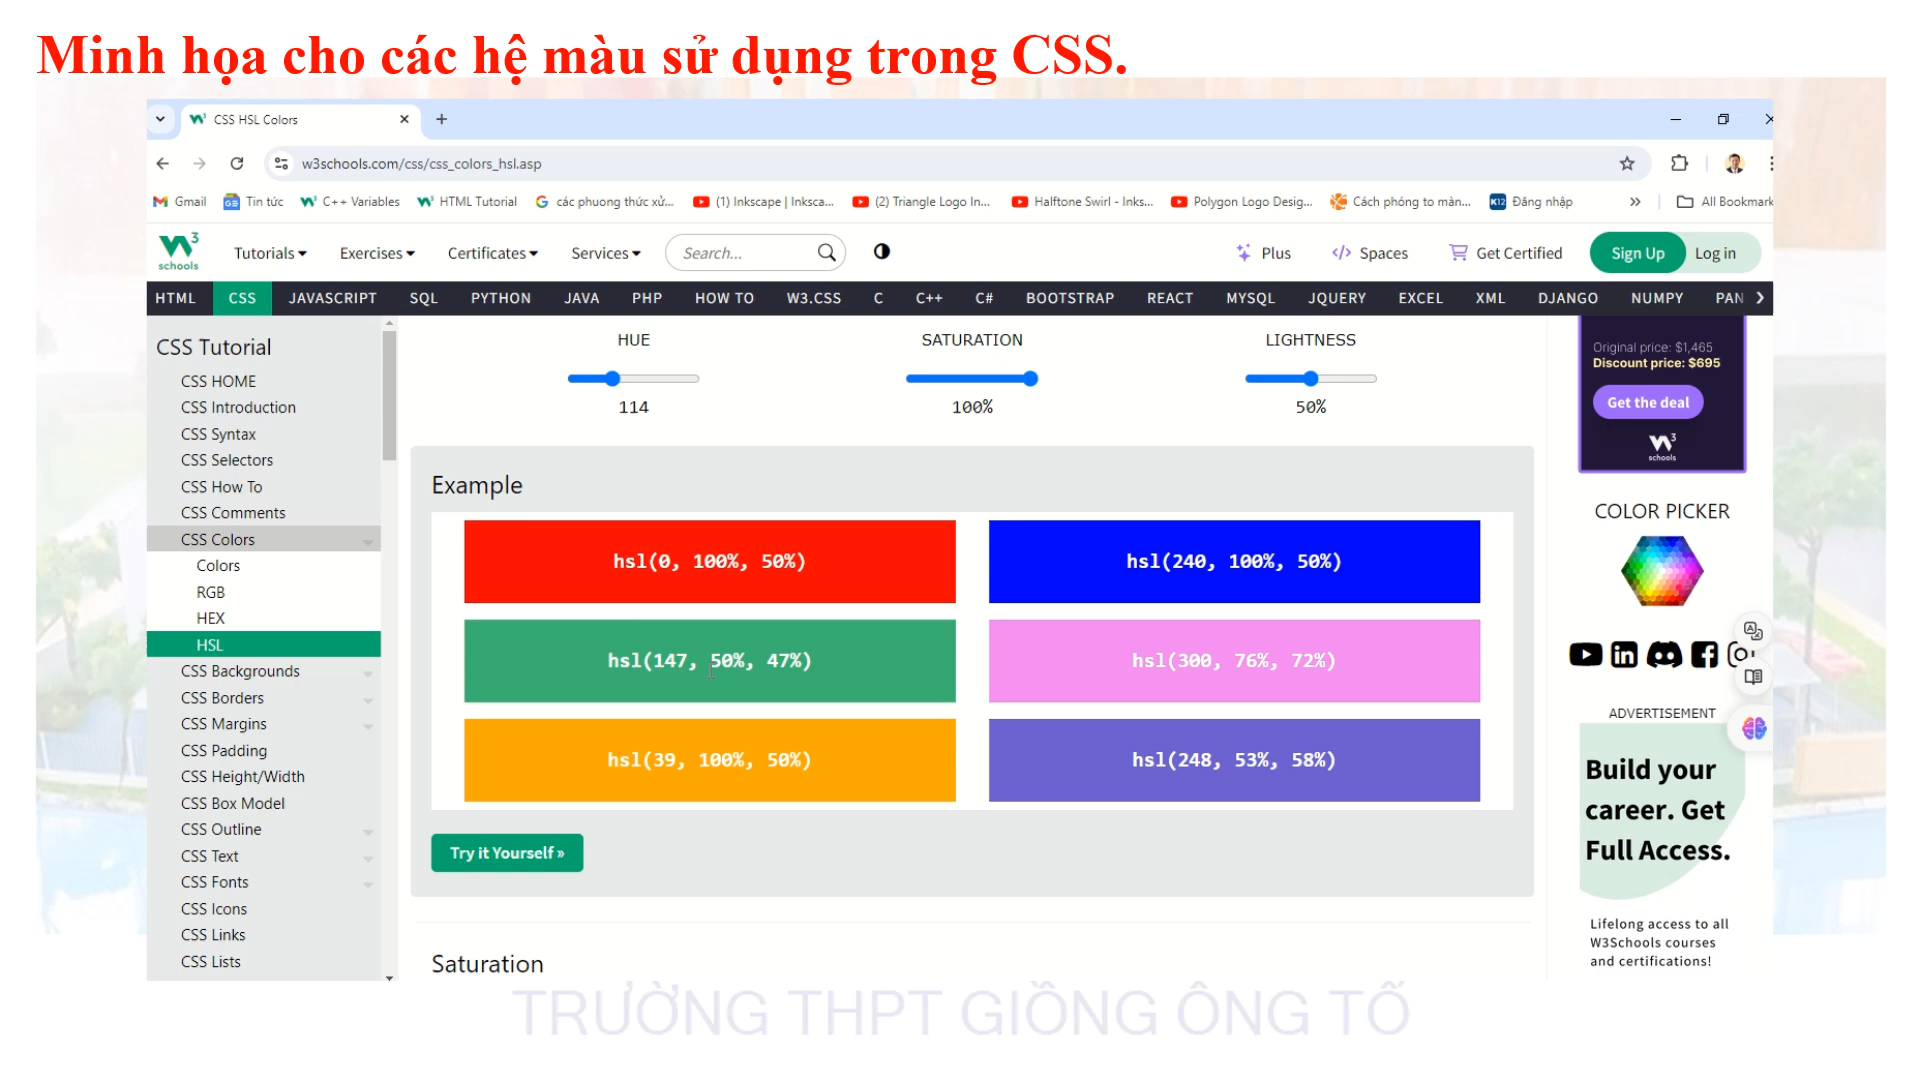 Minh họa cho các hệ màu sử dụng trong CSS.
CSS HSL Colors
w3schools.com/css/css_colors_hsl.asp
Gmail Tin tức C++ Variables HTML Tutorial các phuong thức xử... (1) Inkscape | Inksca... (2) Triangle Logo In... Halftone Swirl - Inks... Polygon Logo Desig... Cách phóng to màn... K12 Đăng nhập » All Bookmark
schools Tutorials Exercises Certificates Services Search... Plus Spaces Get Certified Sign Up Log in
HTML CSS JAVASCRIPT SQL PYTHON JAVA PHP HOW TO W3.CSS C C++ C# BOOTSTRAP REACT MYSQL JQUERY EXCEL XML DJANGO NUMPY PAN
CSS Tutorial
CSS HOME
CSS Introduction
CSS Syntax
CSS Selectors
CSS How To
CSS Comments
CSS Colors
Colors
RGB
HEX
HSL
CSS Backgrounds
CSS Borders
CSS Margins
CSS Padding
CSS Height/Width
CSS Box Model
CSS Outline
CSS Text
CSS Fonts
CSS Icons
CSS Links
CSS Lists
HUE SATURATION LIGHTNESS
114 100% 50%
Example
hsl(0, 100%, 50%) hsl(240, 100%, 50%)
hsl(147, 50%, 47%) hsl(300, 76%, 72%)
hsl(39, 100%, 50%) hsl(248, 53%, 58%)
Try it Yourself »
Saturation
Original price: $1,465
Discount price: $695
Get the deal
schools
COLOR PICKER
ADVERTISEMENT
Build your
career. Get
Full Access.
Lifelong access to all
W3Schools courses
and certifications!
TRƯỜNG THPT GIỒNG ÔNG TỐ